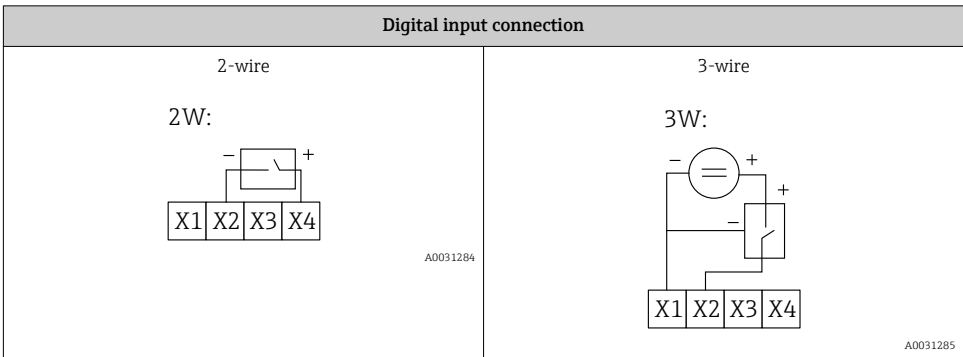 Digital input connection
2-wire
2W:
− +
X1 X2 X3 X4
A0031284
3-wire
3W:
− +
+
−
X1 X2 X3 X4
A0031285